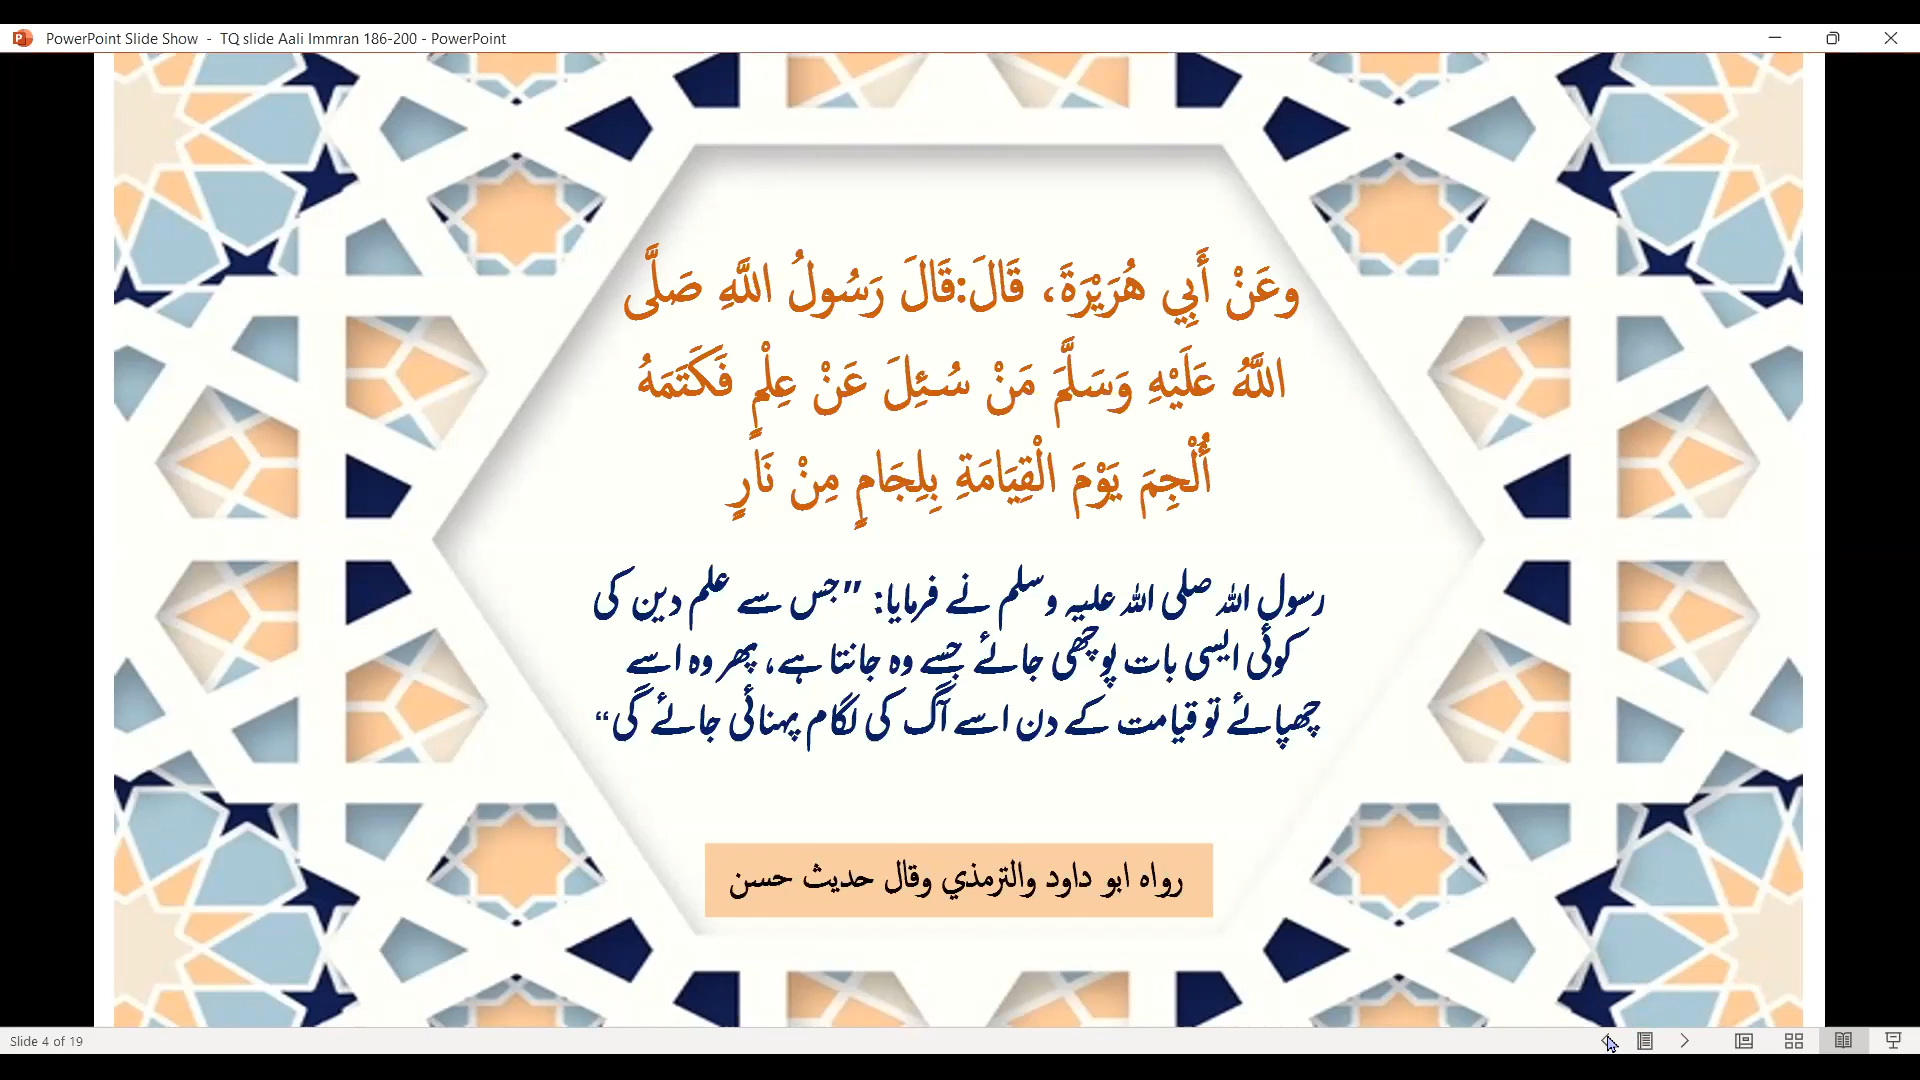 PowerPoint Slide Show - TQ slide Aali Immran 186-200 - PowerPoint
وعَنْ أَبِي هُرَيْرَةَ، قَالَ:قَالَ رَسُولُ اللَّهِ صَلَّى
اللَّهُ عَلَيْهِ وَسَلَّمَ مَنْ سُئِلَ عَنْ عِلْمٍ فَكَتَمَهُ
أُلْجِمَ يَوْمَ الْقِيَامَةِ بِلِجَامٍ مِنْ نَارٍ
رسول اللہ صلی اللہ علیہ وسلم نے فرمایا: ”جس سے علم دین کی
کوئی ایسی بات پوچھی جائے جسے وہ جانتا ہے، پھر وہ اسے
چھپائے تو قیامت کے دن اسے آگ کی لگام پہنائی جائے گی“
رواه ابو داود والترمذي وقال حديث حسن
Slide 4 of 19